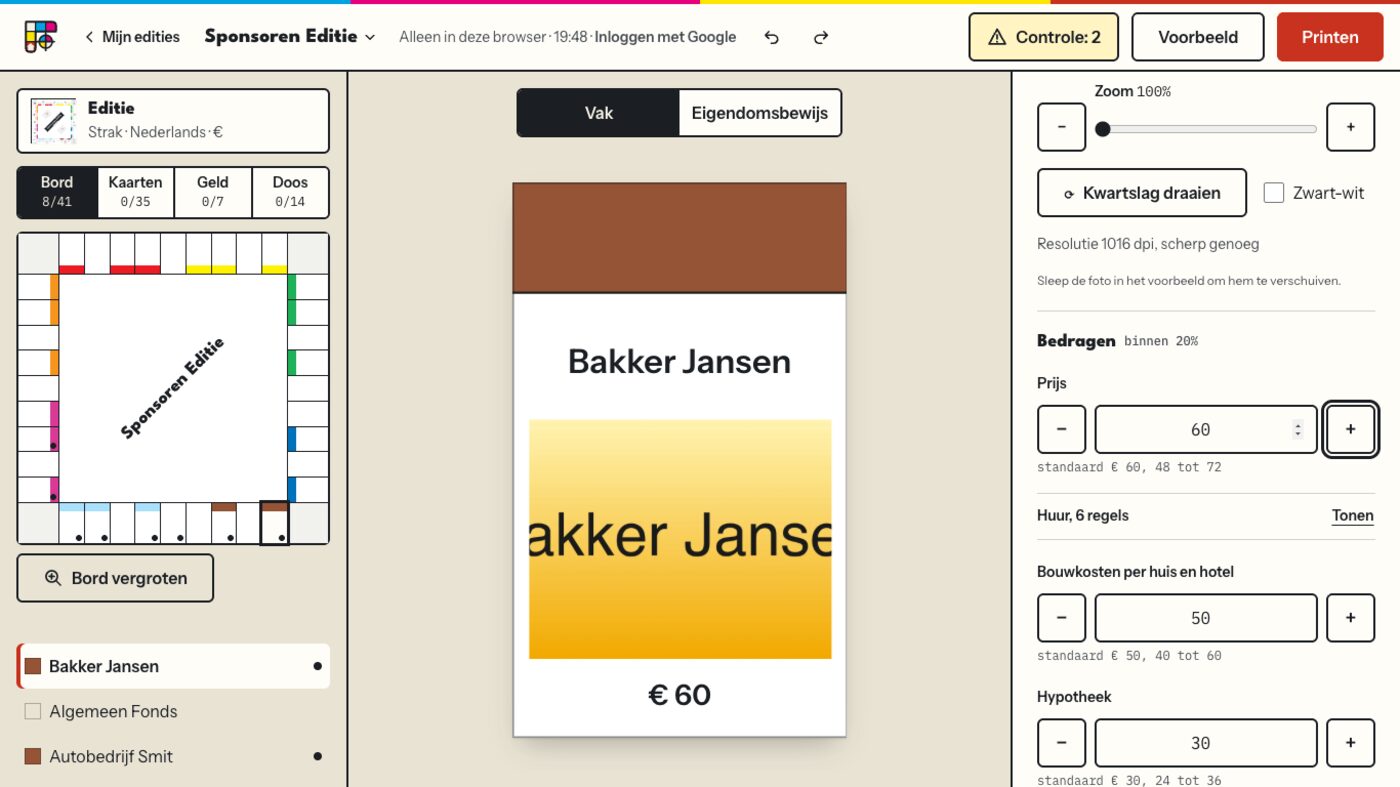 Mijn edities
Sponsoren Editie
Alleen in deze browser · 19:48 · Inloggen met Google
Controle: 2
Voorbeeld
Printen
Editie
Strak · Nederlands · €
Bord
8/41
Kaarten
0/35
Geld
0/7
Doos
0/14
Sponsoren Editie
Bord vergroten
Bakker Jansen
Algemeen Fonds
Autobedrijf Smit
Vak
Eigendomsbewijs
Bakker Jansen
akker Janse
€ 60
Zoom 100%
−
+
Kwartslag draaien
Zwart-wit
Resolutie 1016 dpi, scherp genoeg
Sleep de foto in het voorbeeld om hem te verschuiven.
Bedragen binnen 20%
Prijs
− 60 +
standaard € 60, 48 tot 72
Huur, 6 regels Tonen
Bouwkosten per huis en hotel
− 50 +
standaard € 50, 40 tot 60
Hypotheek
− 30 +
standaard € 30, 24 tot 36